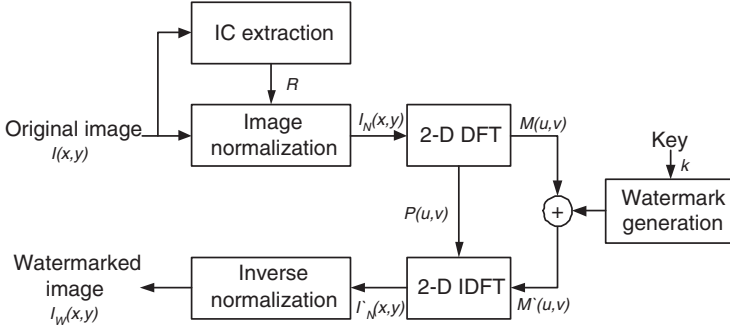 IC extraction
R
Original image
I(x,y)
Image
normalization
I_N(x,y)
2-D DFT
M(u,v)
Key
k
P(u,v)
+
Watermark
generation
Watermarked
image
I_W(x,y)
Inverse
normalization
I`_N(x,y)
2-D IDFT
M`(u,v)